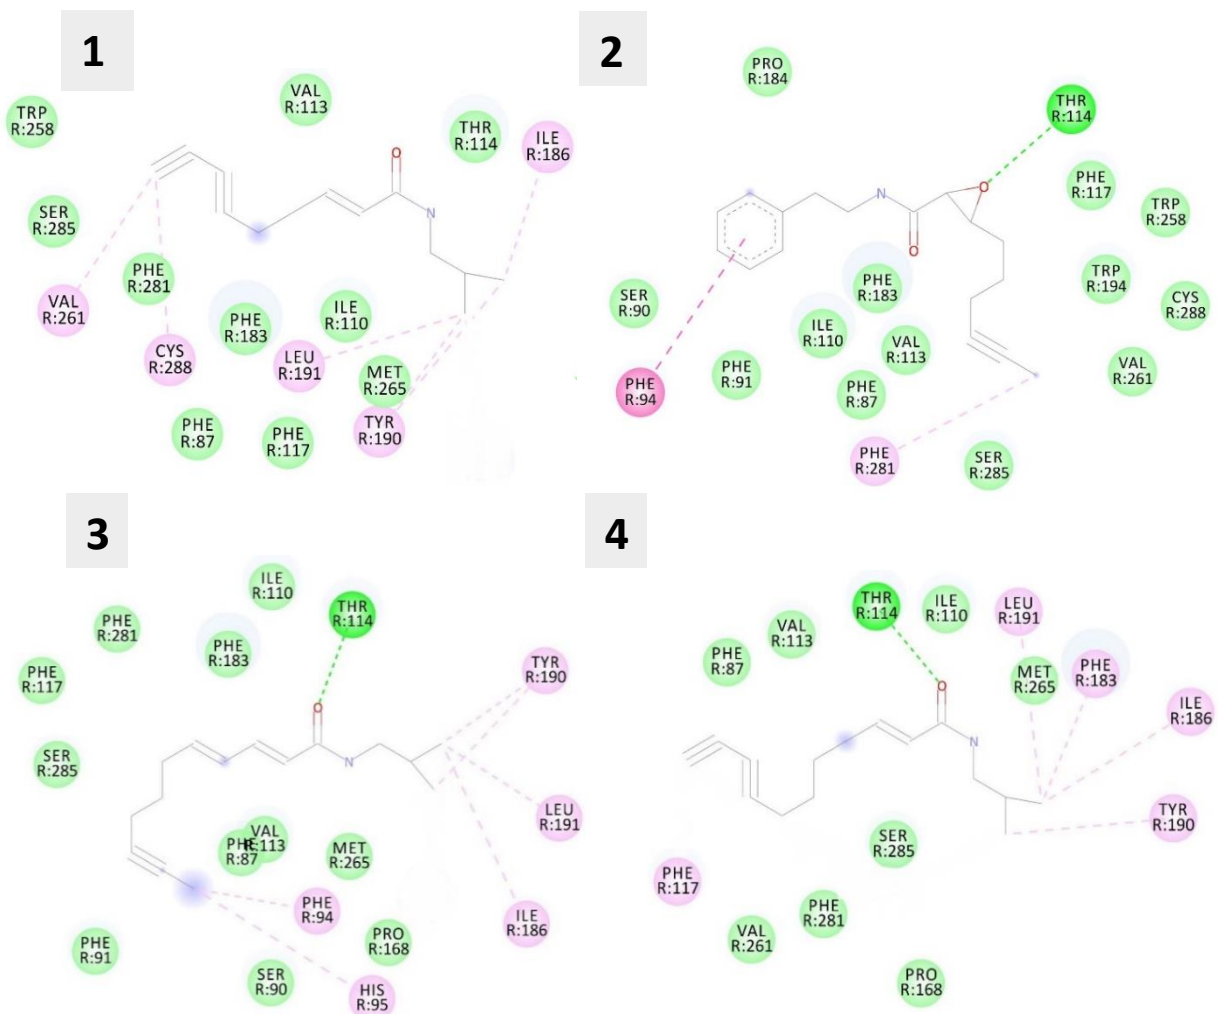 1
VAL
R:113
TRP
R:258
THR
R:114
ILE
R:186
O
N
SER
R:285
PHE
R:281
VAL
R:261
PHE
R:183
ILE
R:110
CYS
R:288
LEU
R:191
MET
R:265
PHE
R:87
PHE
R:117
TYR
R:190
2
PRO
R:184
THR
R:114
PHE
R:117
TRP
R:258
N
O
O
SER
R:90
PHE
R:183
TRP
R:194
CYS
R:288
ILE
R:110
VAL
R:113
PHE
R:94
PHE
R:91
PHE
R:87
VAL
R:261
PHE
R:281
SER
R:285
3
ILE
R:110
THR
R:114
PHE
R:281
PHE
R:183
PHE
R:117
TYR
R:190
O
N
SER
R:285
LEU
R:191
VAL
R:113
PHE
R:87
MET
R:265
PHE
R:94
ILE
R:186
PHE
R:91
PRO
R:168
SER
R:90
HIS
R:95
4
THR
R:114
ILE
R:110
LEU
R:191
VAL
R:113
PHE
R:87
MET
R:265
PHE
R:183
ILE
R:186
O
N
TYR
R:190
SER
R:285
PHE
R:117
PHE
R:281
VAL
R:261
PRO
R:168